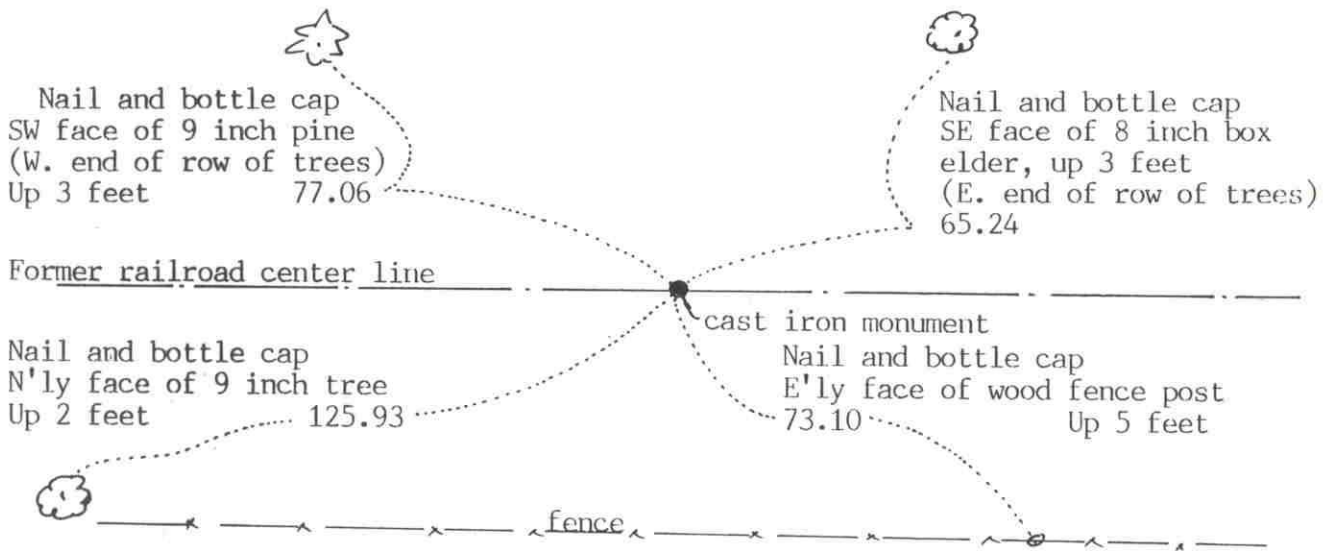 Nail and bottle cap
SW face of 9 inch pine
(W. end of row of trees)
Up 3 feet 77.06
Nail and bottle cap
SE face of 8 inch box
elder, up 3 feet
(E. end of row of trees)
65.24
Former railroad center line
cast iron monument
Nail and bottle cap
N'ly face of 9 inch tree
Up 2 feet 125.93
Nail and bottle cap
E'ly face of wood fence post
73.10 Up 5 feet
fence